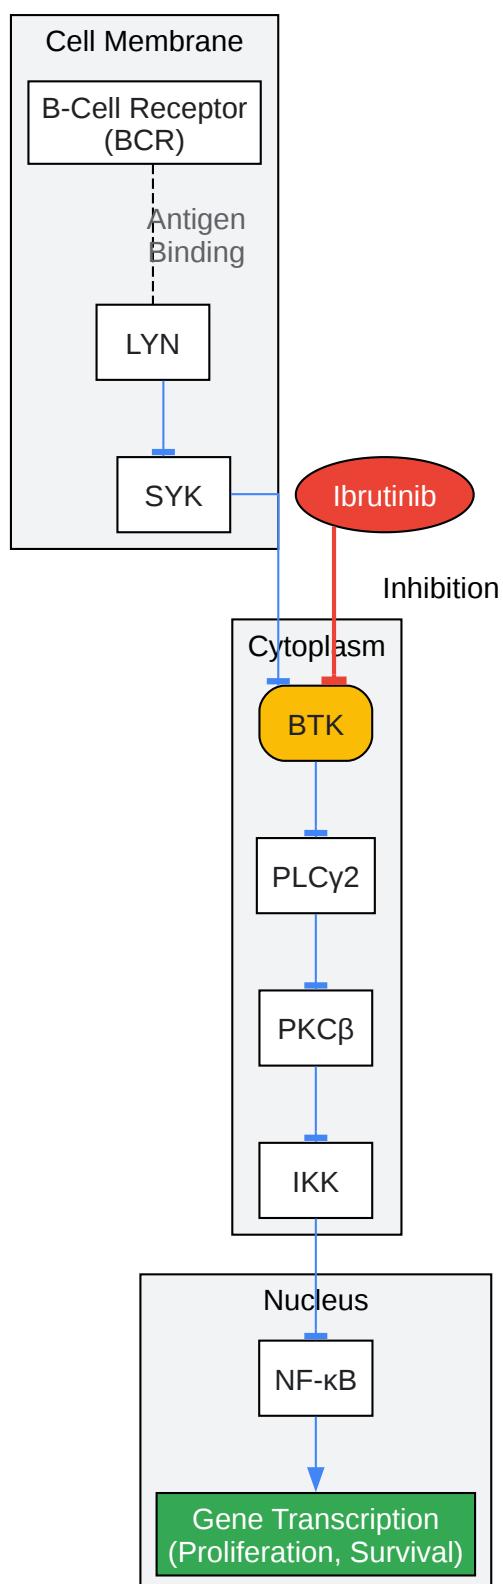 Cell Membrane
B-Cell Receptor
(BCR)
Antigen
Binding
LYN
SYK
Ibrutinib
Inhibition
Cytoplasm
BTK
PLCγ2
PKCβ
IKK
Nucleus
NF-κB
Gene Transcription
(Proliferation, Survival)